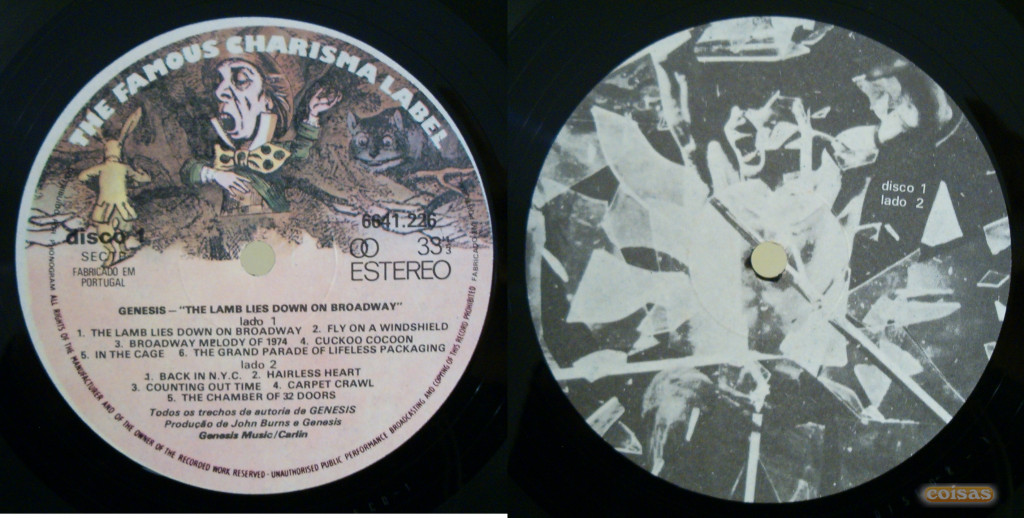 THE FAMOUS CHARISMA LABEL
disco 1
6641.226
33 1/3
ESTEREO
FABRICADO EM
PORTUGAL
GENESIS — "THE LAMB LIES DOWN ON BROADWAY"
lado 1
1. THE LAMB LIES DOWN ON BROADWAY 2. FLY ON A WINDSHIELD
3. BROADWAY MELODY OF 1974 4. CUCKOO COCOON
5. IN THE CAGE 6. THE GRAND PARADE OF LIFELESS PACKAGING
lado 2
1. BACK IN N.Y.C. 2. HAIRLESS HEART
3. COUNTING OUT TIME 4. CARPET CRAWL
5. THE CHAMBER OF 32 DOORS
Todos os trechos de autoria de GENESIS
Produção de John Burns e Genesis
Genesis Music/Carlin
ALL RIGHTS OF THE MANUFACTURER AND OF THE OWNER OF THE RECORDED WORK RESERVED - UNAUTHORISED PUBLIC PERFORMANCE BROADCASTING AND COPYING OF THIS RECORD PROHIBITED
disco 1
lado 2
coisas